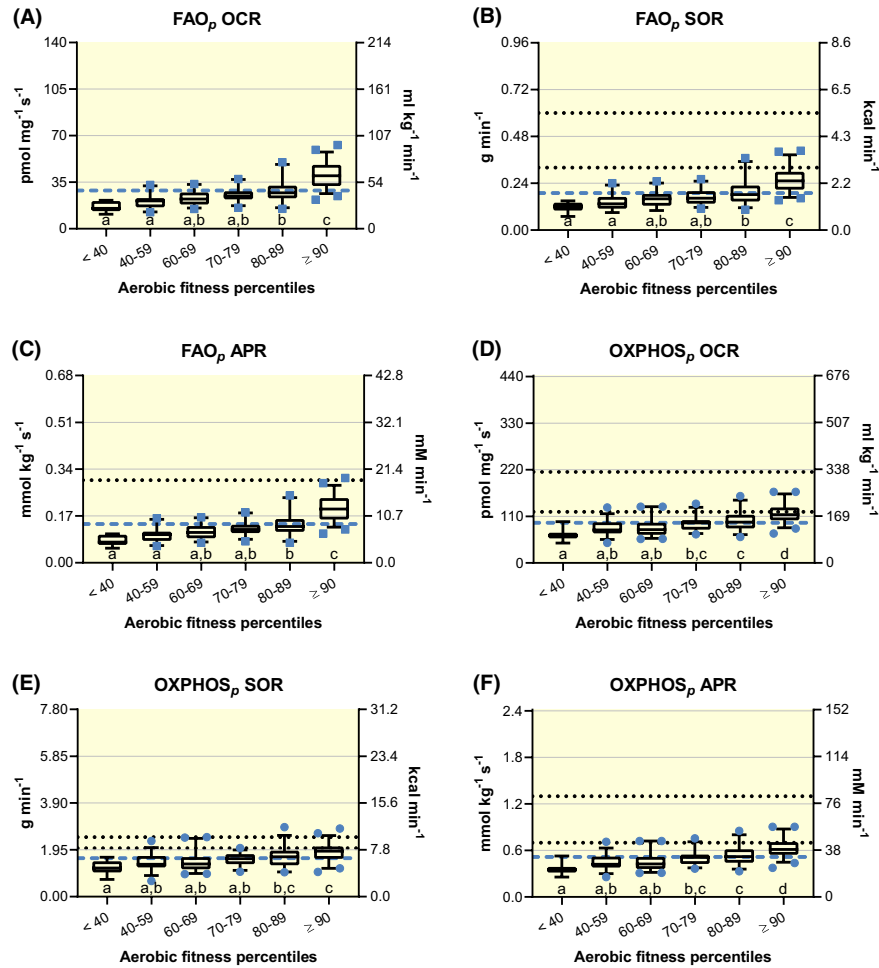 (A)
FAOp OCR
140
105
70
35
0
pmol mg-1 s-1
214
161
107
54
0
ml kg-1 min-1
a a a,b a,b b c
< 40 40-59 60-69 70-79 80-89 ≥ 90
Aerobic fitness percentiles
(B)
FAOp SOR
0.96
0.72
0.48
0.24
0.00
g min-1
8.6
6.5
4.3
2.2
0.0
kcal min-1
a a a,b a,b b c
< 40 40-59 60-69 70-79 80-89 ≥ 90
Aerobic fitness percentiles
(C)
FAOp APR
0.68
0.51
0.34
0.17
0.00
mmol kg-1 s-1
42.8
32.1
21.4
10.7
0.0
mM min-1
a a a,b a,b b c
< 40 40-59 60-69 70-79 80-89 ≥ 90
Aerobic fitness percentiles
(D)
OXPHOSp OCR
440
330
220
110
0
pmol mg-1 s-1
676
507
338
169
0
ml kg-1 min-1
a a,b a,b b,c c d
< 40 40-59 60-69 70-79 80-89 ≥ 90
Aerobic fitness percentiles
(E)
OXPHOSp SOR
7.80
5.85
3.90
1.95
0.00
g min-1
31.2
23.4
15.6
7.8
0.0
kcal min-1
a a,b a,b a,b b,c c
< 40 40-59 60-69 70-79 80-89 ≥ 90
Aerobic fitness percentiles
(F)
OXPHOSp APR
2.4
1.8
1.2
0.6
0.0
mmol kg-1 s-1
152
114
76
38
0
mM min-1
a a,b a,b b,c c d
< 40 40-59 60-69 70-79 80-89 ≥ 90
Aerobic fitness percentiles